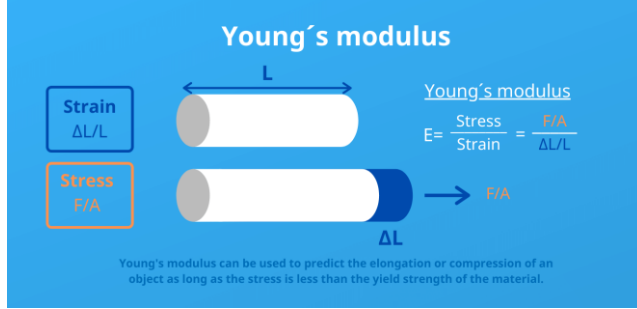 Young´s modulus
L
Strain
ΔL/L
Young´s modulus
E= Stress/Strain = F/A / ΔL/L
Stress
F/A
F/A
ΔL
Young's modulus can be used to predict the elongation or compression of an
object as long as the stress is less than the yield strength of the material.